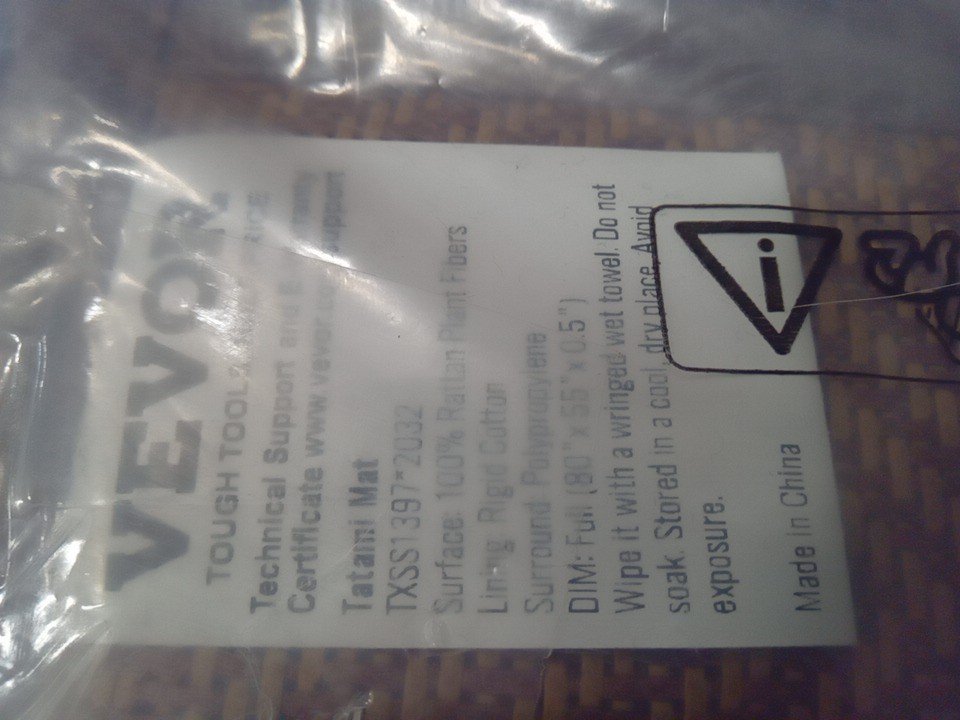 VEVOR
TOUGH TOOLS
Technical Support and E-
Certificate www.vevor.com/support
Tatami Mat
TXSS1397*2032
Surface: 100% Rattan Plant Fibers
Lining: Rigid Cotton
Surround Polypropylene
DIM: Full (80"x 55"x 0.5")
Wipe it with a wringed wet towel. Do not
soak. Stored in a cool, dry place. Avoid
exposure.
Made in China
i